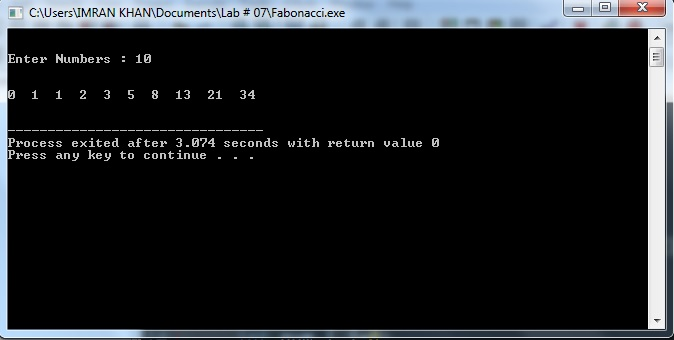 C:\Users\IMRAN KHAN\Documents\Lab # 07\Fabonacci.exe
Enter Numbers : 10
0 1 1 2 3 5 8 13 21 34
--------------------------------
Process exited after 3.074 seconds with return value 0
Press any key to continue . . .